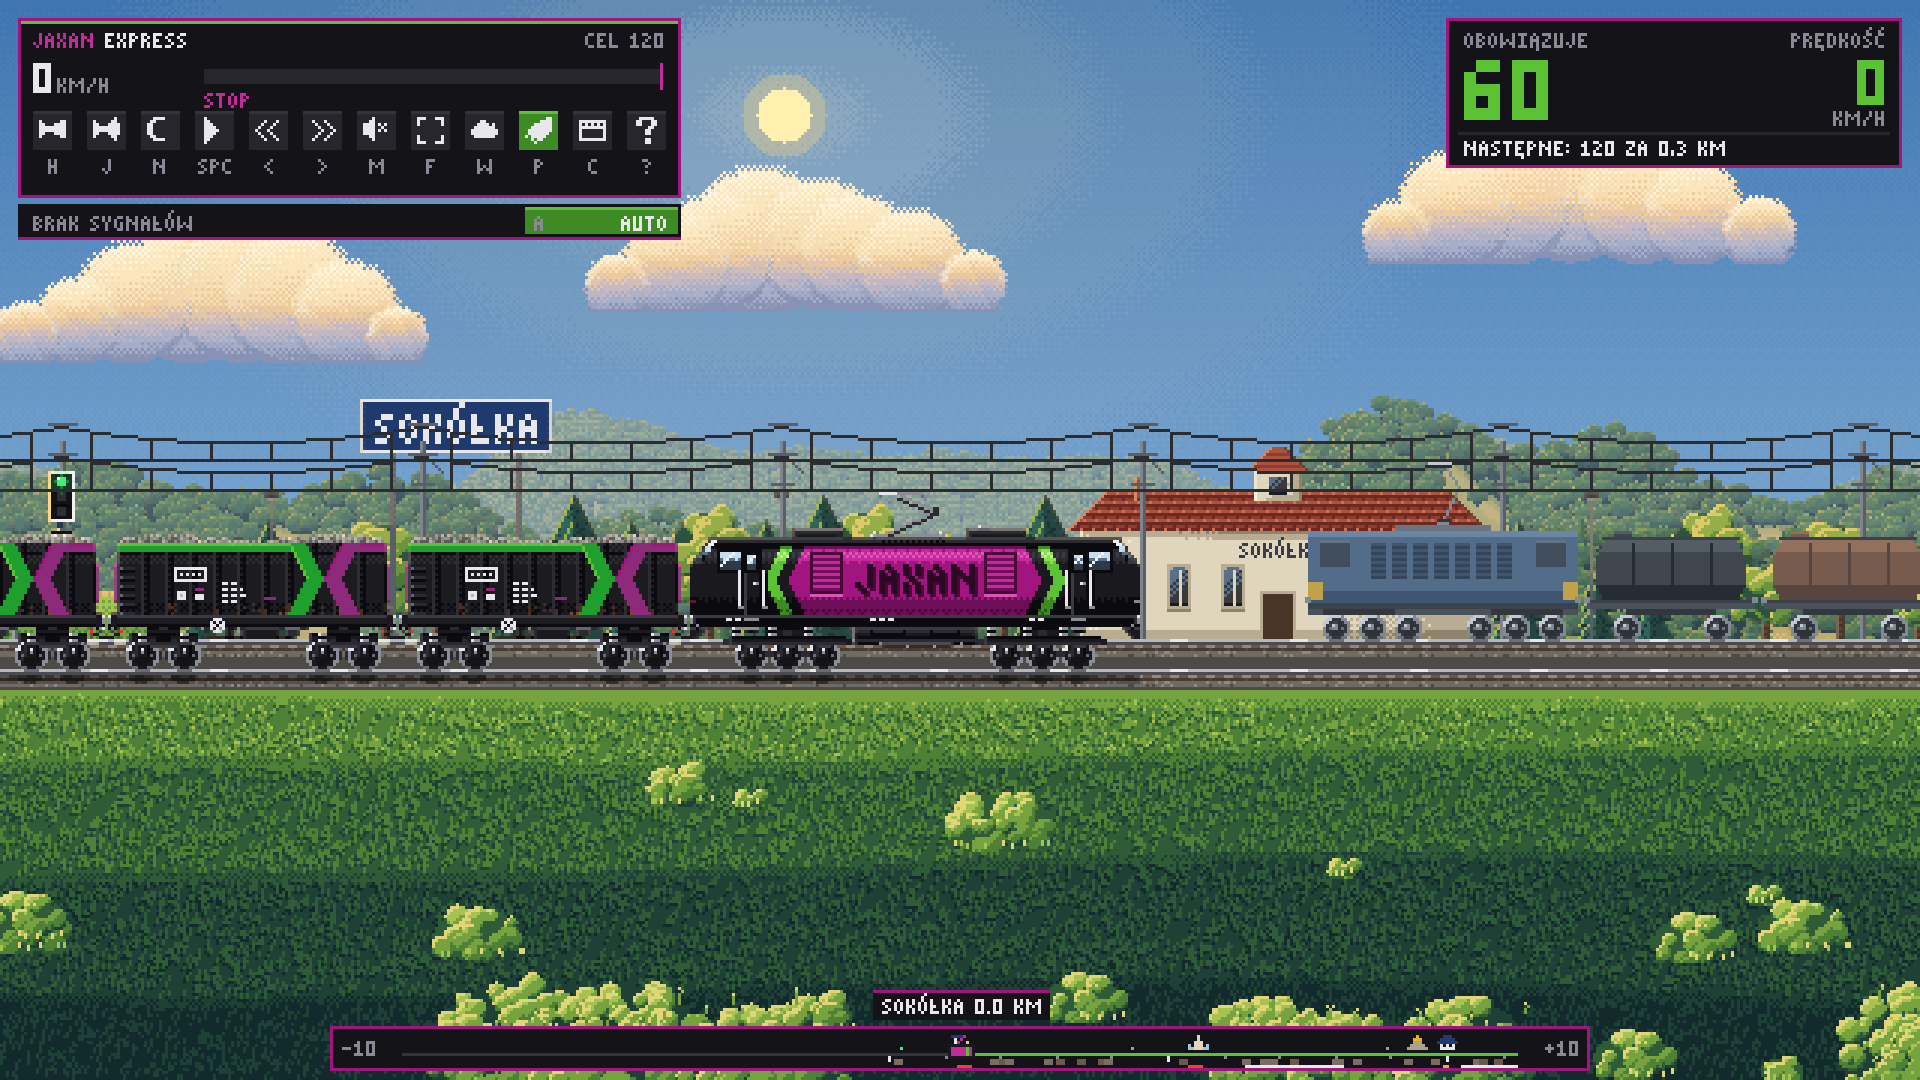 JAXAN EXPRESS
CEL 120
0 KM/H
STOP
H J N SPC < > M F W P C ?
BRAK SYGNAŁÓW
A AUTO
OBOWIĄZUJE
PRĘDKOŚĆ
60
0
KM/H
NASTĘPNE: 120 ZA 0.3 KM
SOKÓŁKA
SOKÓŁK
JAXAN
SOKÓŁKA 0.0 KM
-10
+10